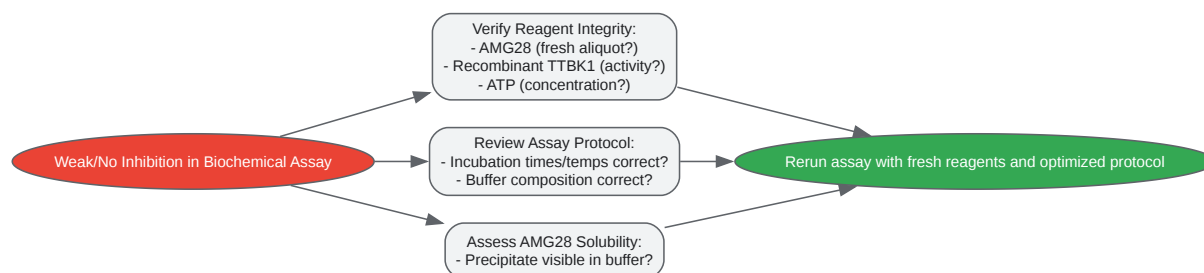 Weak/No Inhibition in Biochemical Assay
Verify Reagent Integrity:
- AMG28 (fresh aliquot?)
- Recombinant TTBK1 (activity?)
- ATP (concentration?)
Review Assay Protocol:
- Incubation times/temps correct?
- Buffer composition correct?
Assess AMG28 Solubility:
- Precipitate visible in buffer?
Rerun assay with fresh reagents and optimized protocol